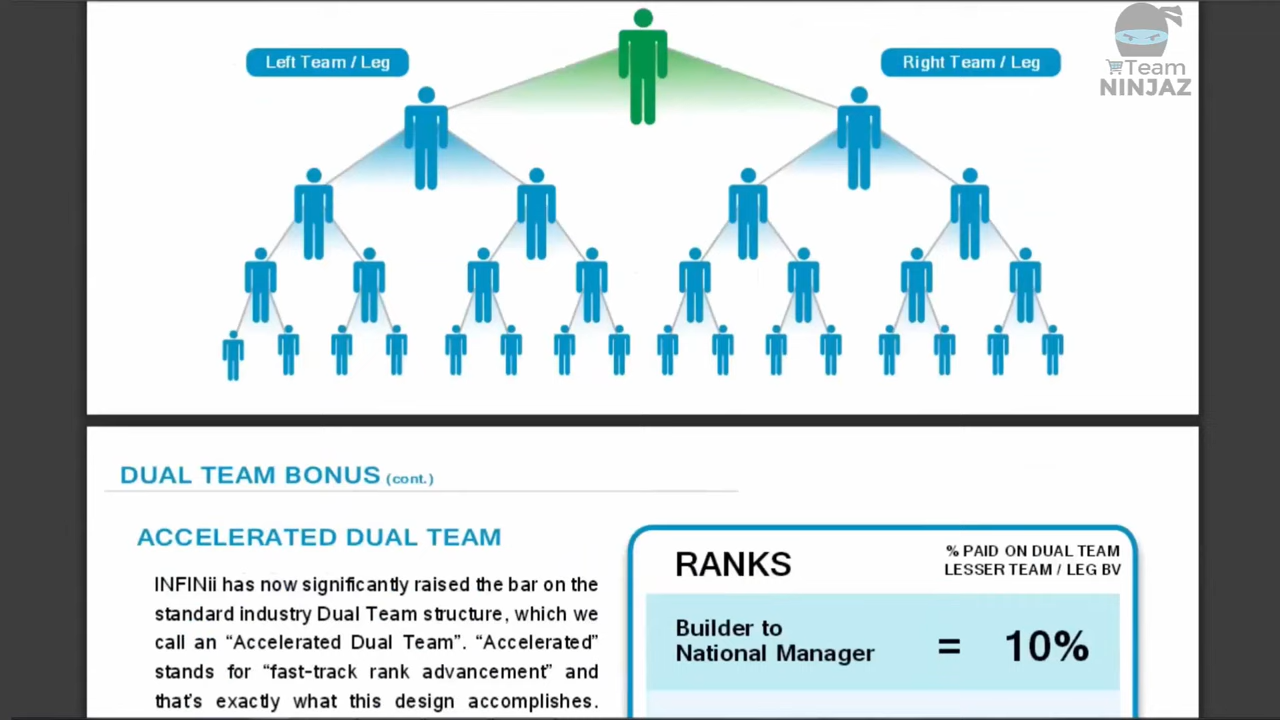 Left Team / Leg
Right Team / Leg
Team
NINJAZ
DUAL TEAM BONUS (cont.)
ACCELERATED DUAL TEAM
INFINii has now significantly raised the bar on the
standard industry Dual Team structure, which we
call an “Accelerated Dual Team”. “Accelerated”
stands for “fast-track rank advancement” and
that’s exactly what this design accomplishes.
RANKS
% PAID ON DUAL TEAM
LESSER TEAM / LEG BV
Builder to
National Manager = 10%